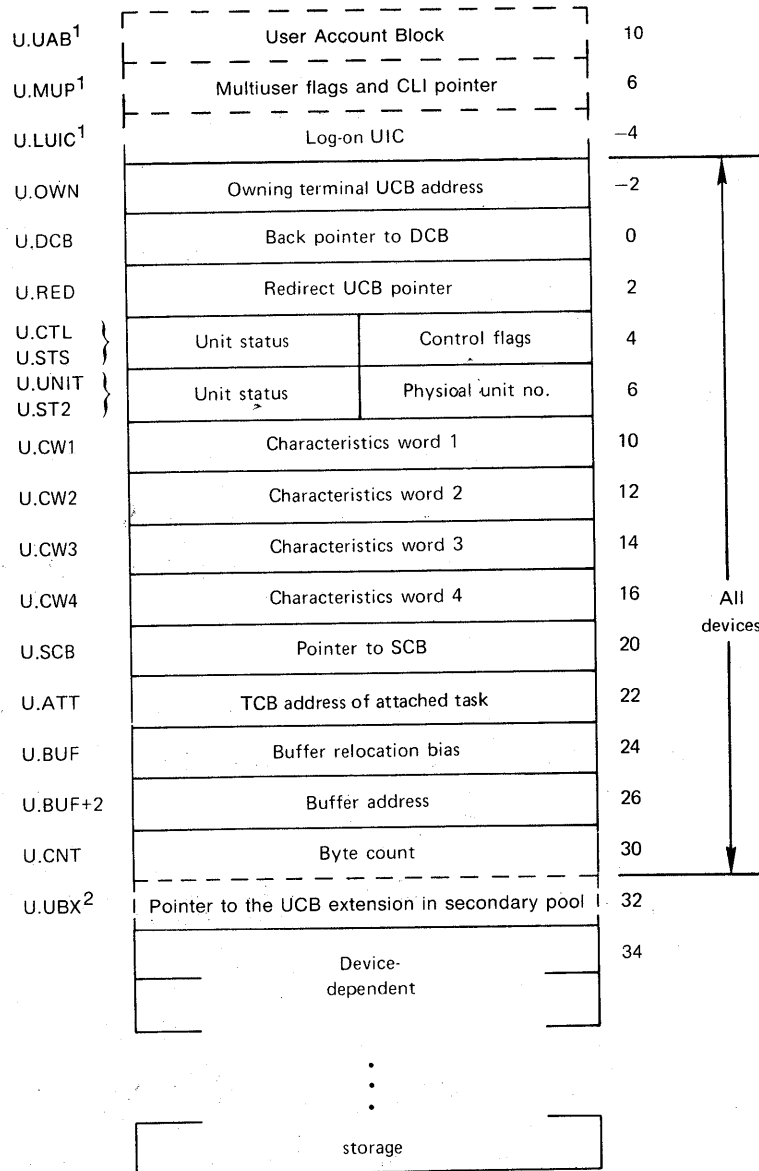 U.UAB1 User Account Block 10
U.MUP1 Multiuser flags and CLI pointer 6
U.LUIC1 Log-on UIC −4
U.OWN Owning terminal UCB address −2
U.DCB Back pointer to DCB 0
U.RED Redirect UCB pointer 2
U.CTL
U.STS } Unit status Control flags 4
U.UNIT
U.ST2 } Unit status Physical unit no. 6
U.CW1 Characteristics word 1 10
U.CW2 Characteristics word 2 12
U.CW3 Characteristics word 3 14
U.CW4 Characteristics word 4 16
All
devices
U.SCB Pointer to SCB 20
U.ATT TCB address of attached task 22
U.BUF Buffer relocation bias 24
U.BUF+2 Buffer address 26
U.CNT Byte count 30
U.UBX2 Pointer to the UCB extension in secondary pool 32
Device- 34
dependent
storage